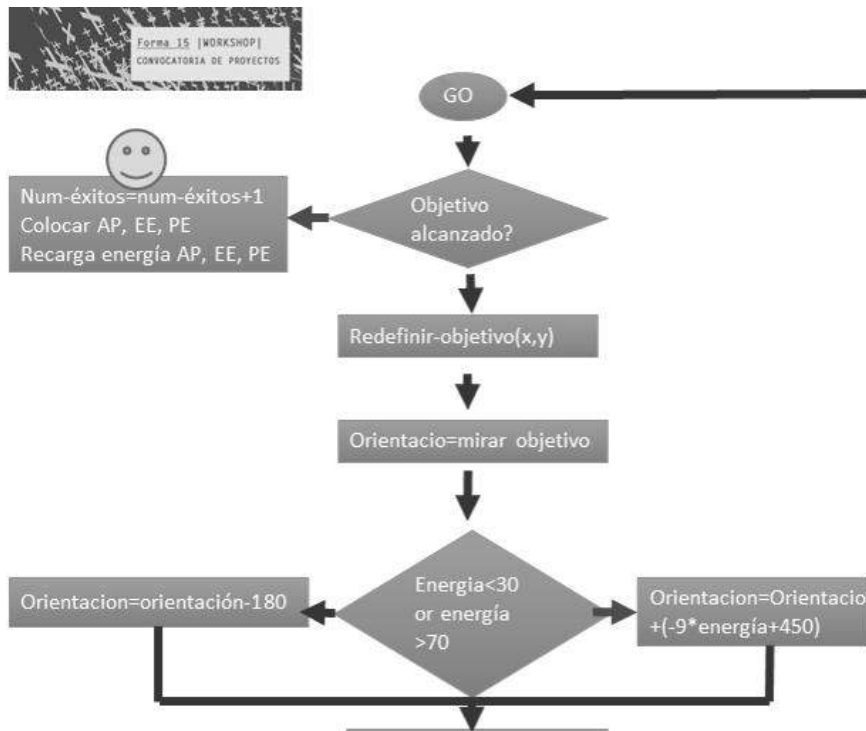 Forma 15 |WORKSHOP|
CONVOCATORIA DE PROYECTOS
GO
Objetivo
alcanzado?
Num-éxitos=num-éxitos+1
Colocar AP, EE, PE
Recarga energía AP, EE, PE
Redefinir-objetivo(x,y)
Orientacio=mirar objetivo
Energia<30
or energía
>70
Orientacion=orientación-180
Orientacion=Orientacio
+(-9*energía+450)